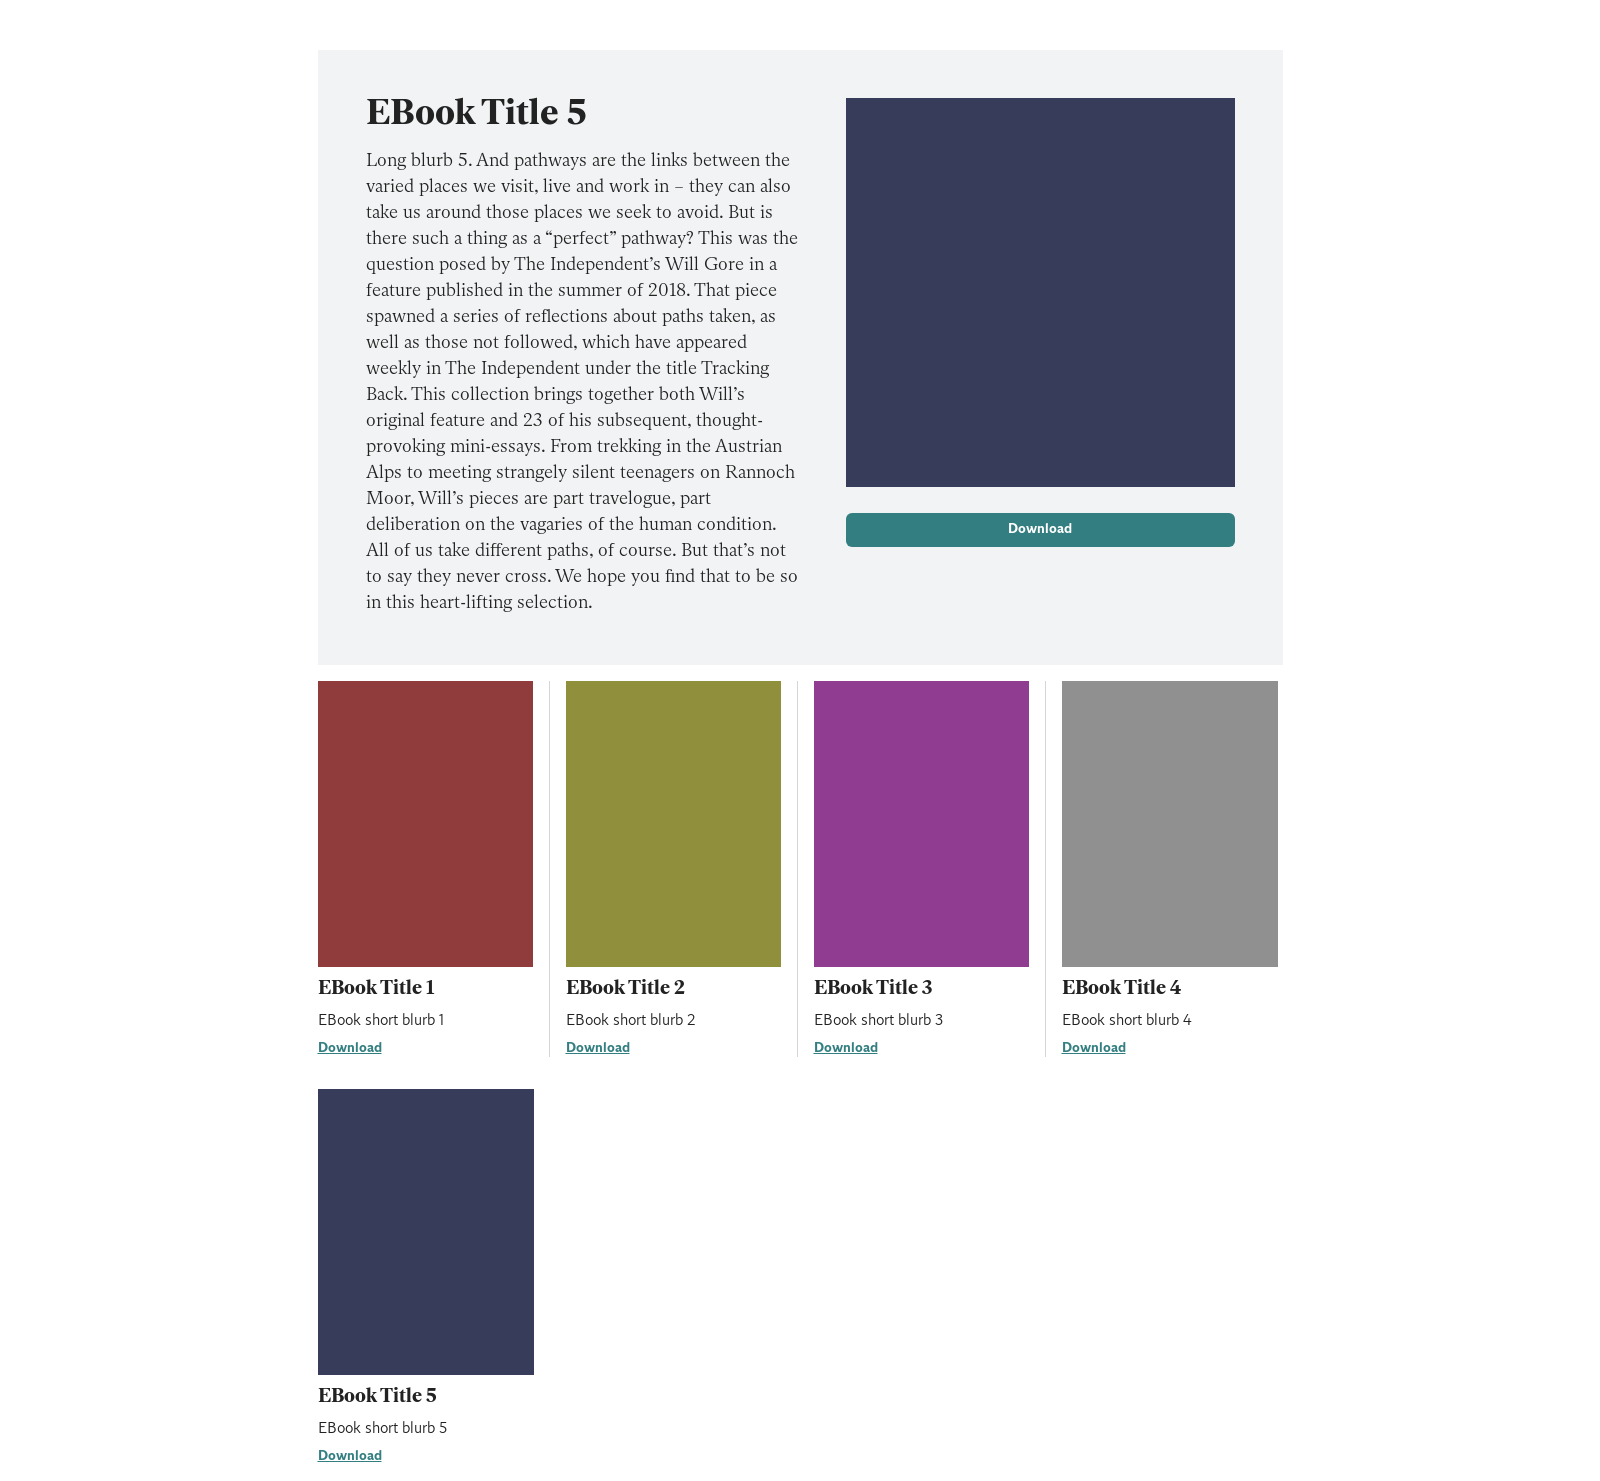 EBook Title 5
Long blurb 5. And pathways are the links between the
varied places we visit, live and work in – they can also
take us around those places we seek to avoid. But is
there such a thing as a “perfect” pathway? This was the
question posed by The Independent’s Will Gore in a
feature published in the summer of 2018. That piece
spawned a series of reflections about paths taken, as
well as those not followed, which have appeared
weekly in The Independent under the title Tracking
Back. This collection brings together both Will’s
original feature and 23 of his subsequent, thought-
provoking mini-essays. From trekking in the Austrian
Alps to meeting strangely silent teenagers on Rannoch
Moor, Will’s pieces are part travelogue, part
deliberation on the vagaries of the human condition.
All of us take different paths, of course. But that’s not
to say they never cross. We hope you find that to be so
in this heart-lifting selection.
Download
EBook Title 1
EBook short blurb 1
Download
EBook Title 2
EBook short blurb 2
Download
EBook Title 3
EBook short blurb 3
Download
EBook Title 4
EBook short blurb 4
Download
EBook Title 5
EBook short blurb 5
Download